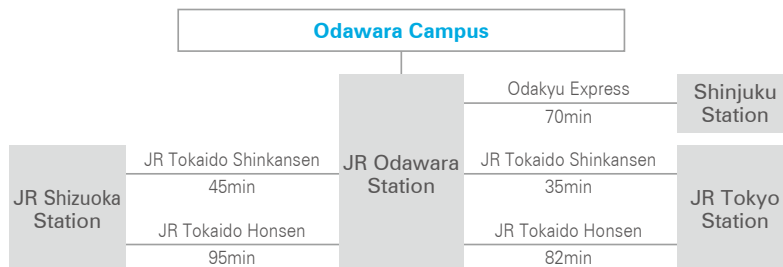 Odawara Campus
Odakyu Express
70min
Shinjuku
Station
JR Shizuoka
Station
JR Tokaido Shinkansen
45min
JR Tokaido Honsen
95min
JR Odawara
Station
JR Tokaido Shinkansen
35min
JR Tokaido Honsen
82min
JR Tokyo
Station